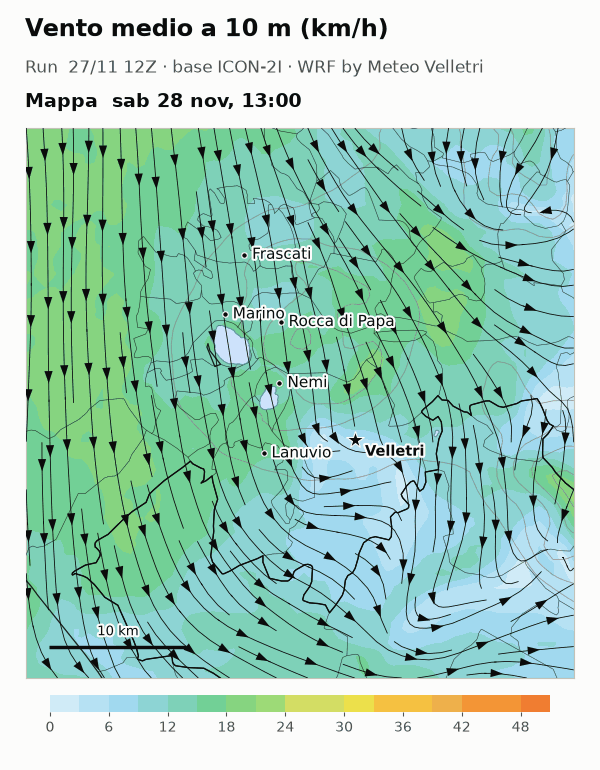 Vento medio a 10 m (km/h)
Run  27/11 12Z · base ICON-2I · WRF by Meteo Velletri
Mappa  sab 28 nov, 13:00
Frascati
Marino
Rocca di Papa
Nemi
Velletri
Lanuvio
10 km
0 6 12 18 24 30 36 42 48